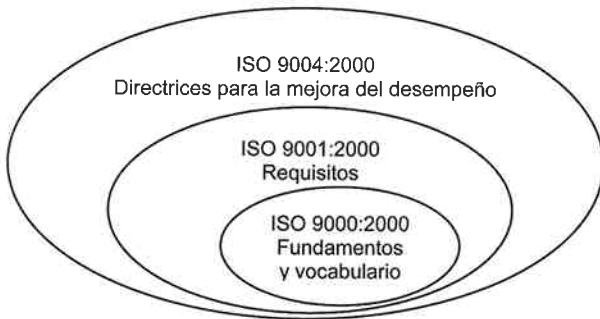 ISO 9004:2000
Directrices para la mejora del desempeño
ISO 9001:2000
Requisitos
ISO 9000:2000
Fundamentos
y vocabulario